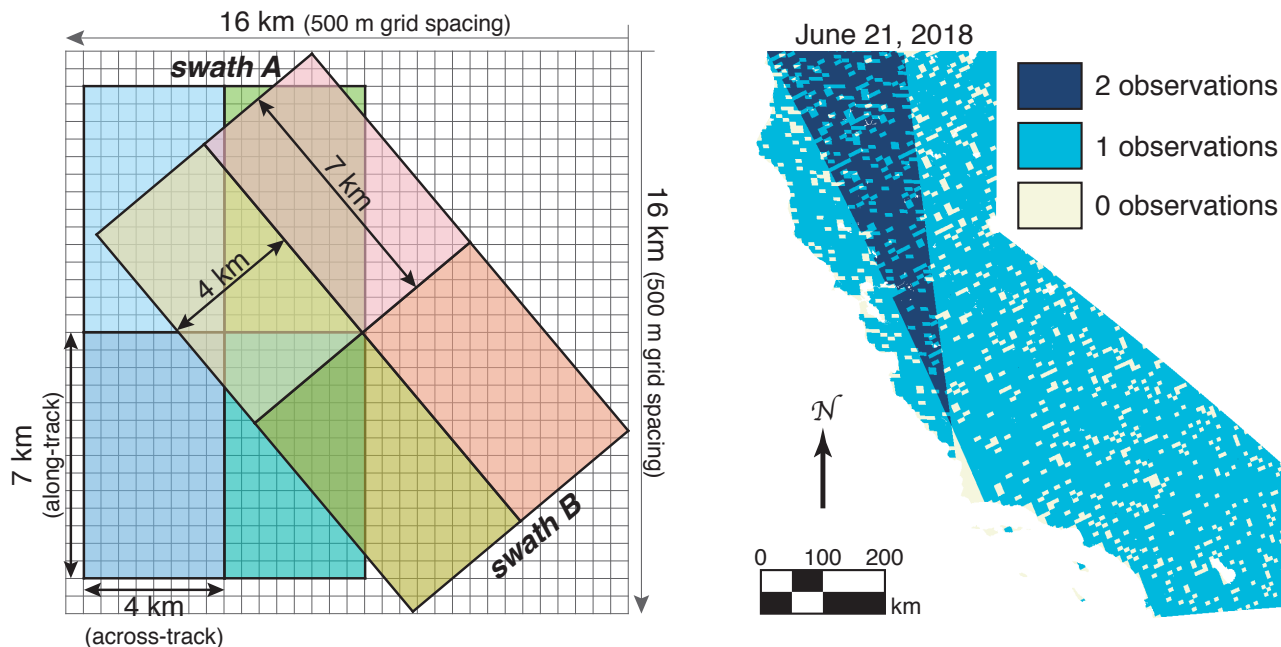 16 km (500 m grid spacing)
swath A
7 km
4 km
16 km (500 m grid spacing)
7 km
(along-track)
swath B
4 km
(across-track)
June 21, 2018
2 observations
1 observations
0 observations
N
0 100 200
km